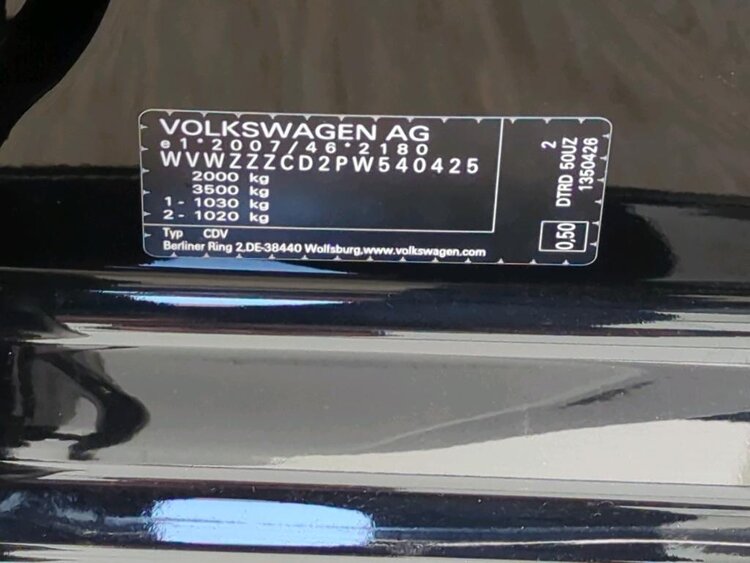 VOLKSWAGEN AG
e1*2007/46*2180
WVWZZZCD2PW540425
2000 kg
3500 kg
1 - 1030 kg
2 - 1020 kg
Typ CDV
Berliner Ring 2,DE-38440 Wolfsburg,www.volkswagen.com
2
DTRD 50UZ
1350426
0,50